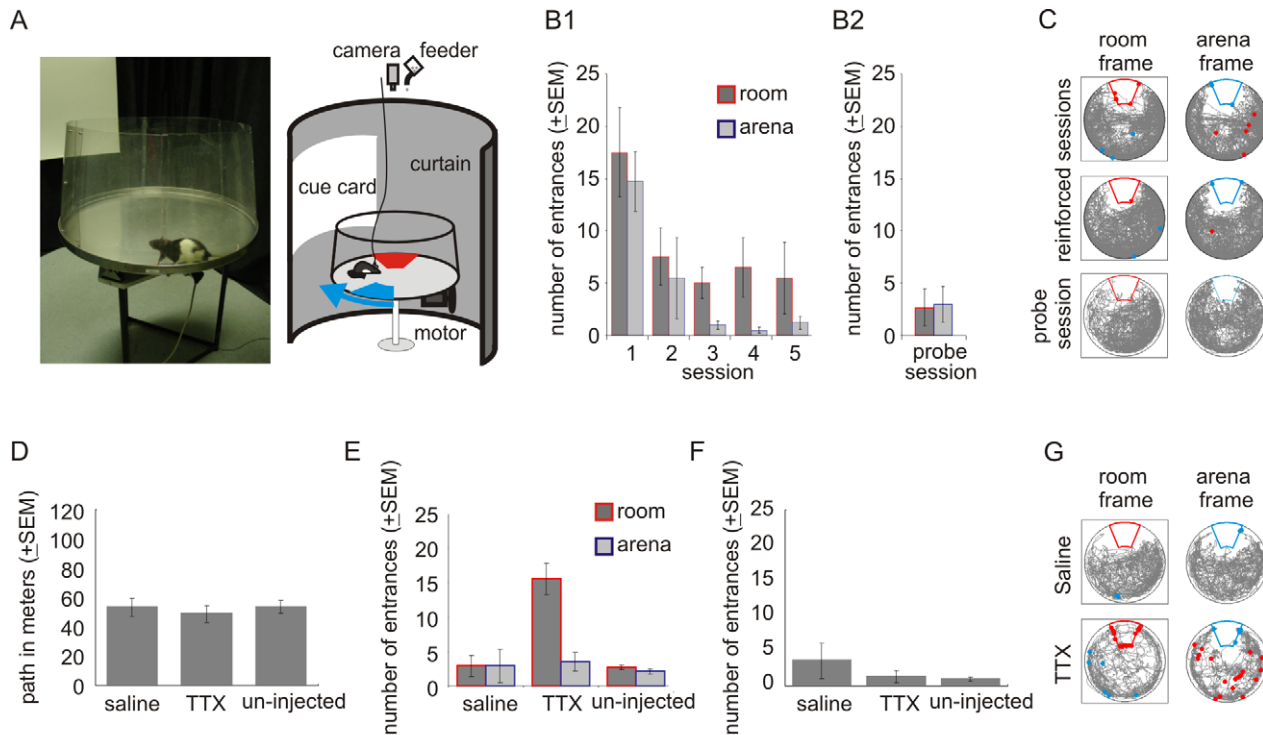 A
camera
feeder
curtain
cue card
motor
B1
number of entrances (±SEM)
25
20
15
10
5
0
room
arena
1 2 3 4 5
session
B2
number of entrances (±SEM)
25
20
15
10
5
0
probe
session
C
room
frame
arena
frame
reinforced sessions
probe
session
D
path in meters (±SEM)
120
100
80
60
40
20
0
saline TTX un-injected
E
number of entrances (±SEM)
25
20
15
10
5
0
room
arena
saline TTX un-injected
F
number of entrances (±SEM)
25
20
15
10
5
0
saline TTX un-injected
G
room
frame
arena
frame
Saline
TTX